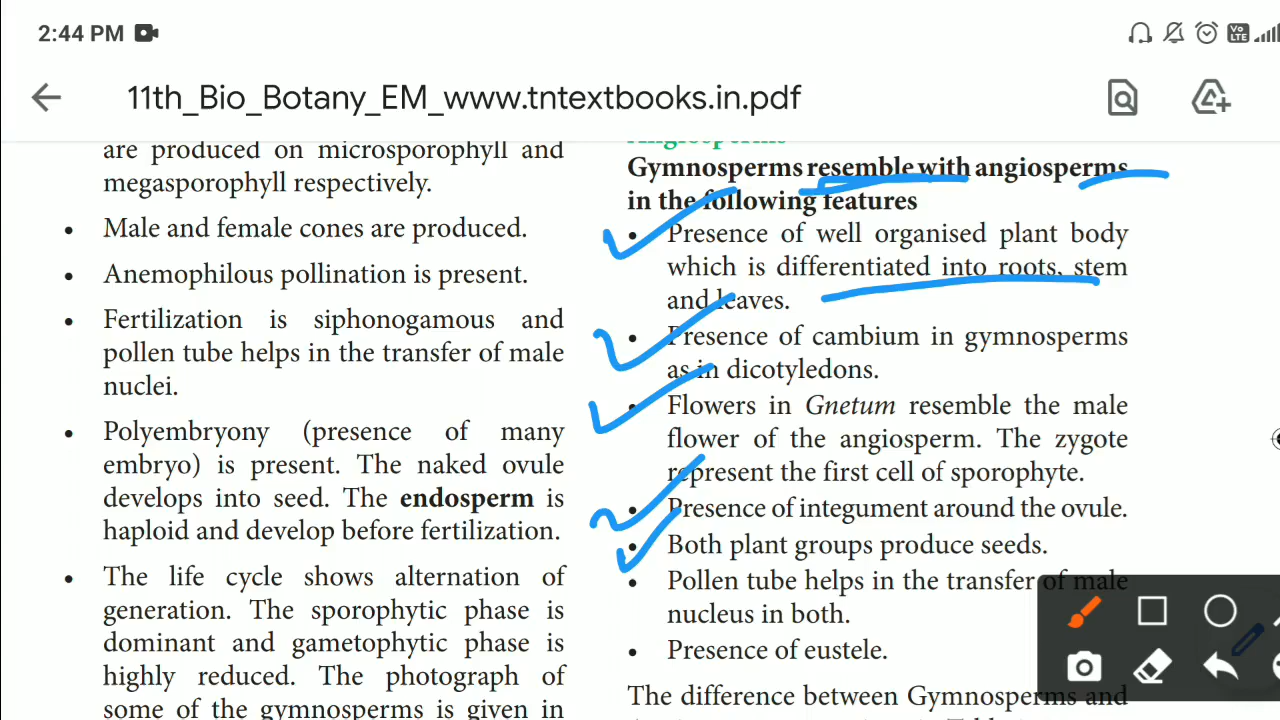 2:44 PM
Vo
LTE
11th_Bio_Botany_EM_www.tntextbooks.in.pdf
are produced on microsporophyll and
megasporophyll respectively.
• Male and female cones are produced.
• Anemophilous pollination is present.
• Fertilization is siphonogamous and
pollen tube helps in the transfer of male
nuclei.
• Polyembryony (presence of many
embryo) is present. The naked ovule
develops into seed. The endosperm is
haploid and develop before fertilization.
• The life cycle shows alternation of
generation. The sporophytic phase is
dominant and gametophytic phase is
highly reduced. The photograph of
some of the gymnosperms is given in
Angiosperms
Gymnosperms resemble with angiosperms
in the following features
• Presence of well organised plant body
which is differentiated into roots, stem
and leaves.
• Presence of cambium in gymnosperms
as in dicotyledons.
• Flowers in Gnetum resemble the male
flower of the angiosperm. The zygote
represent the first cell of sporophyte.
• Presence of integument around the ovule.
• Both plant groups produce seeds.
• Pollen tube helps in the transfer of male
nucleus in both.
• Presence of eustele.
The difference between Gymnosperms and